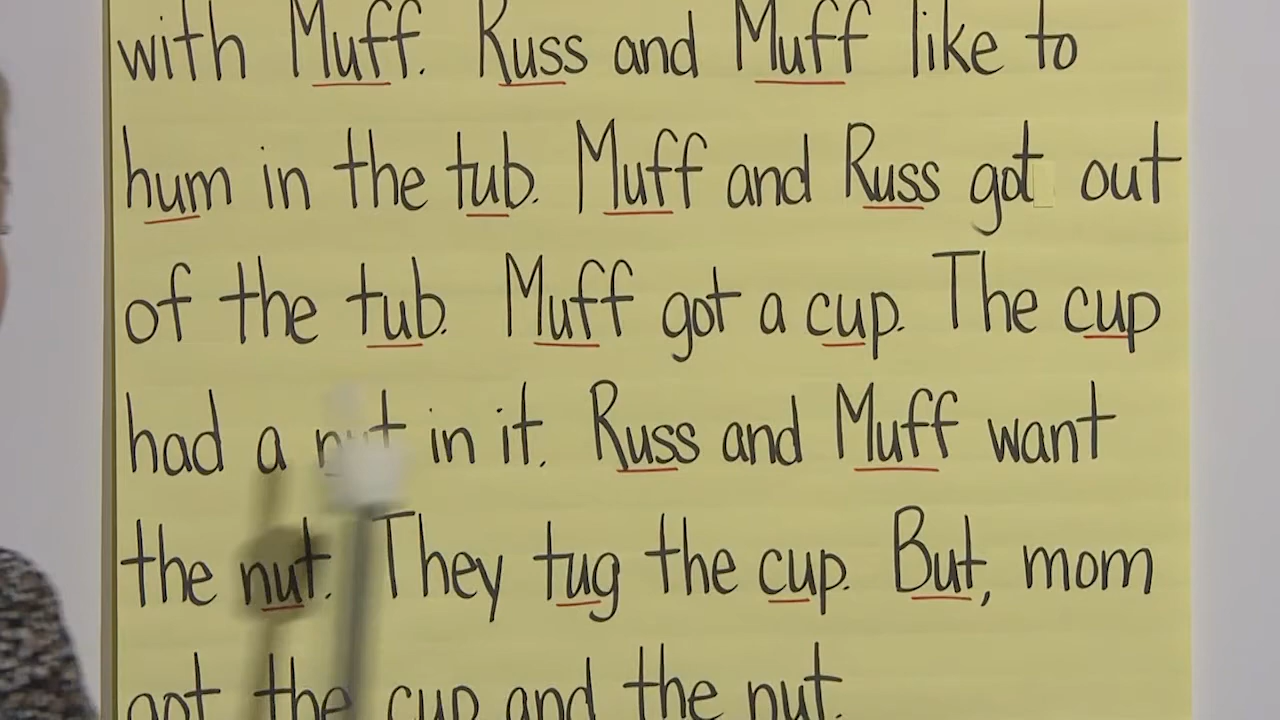 with Muff. Russ and Muff like to
hum in the tub. Muff and Russ got out
of the tub. Muff got a cup. The cup
had a nut in it. Russ and Muff want
the nut. They tug the cup. But, mom
got the cup and the nut.